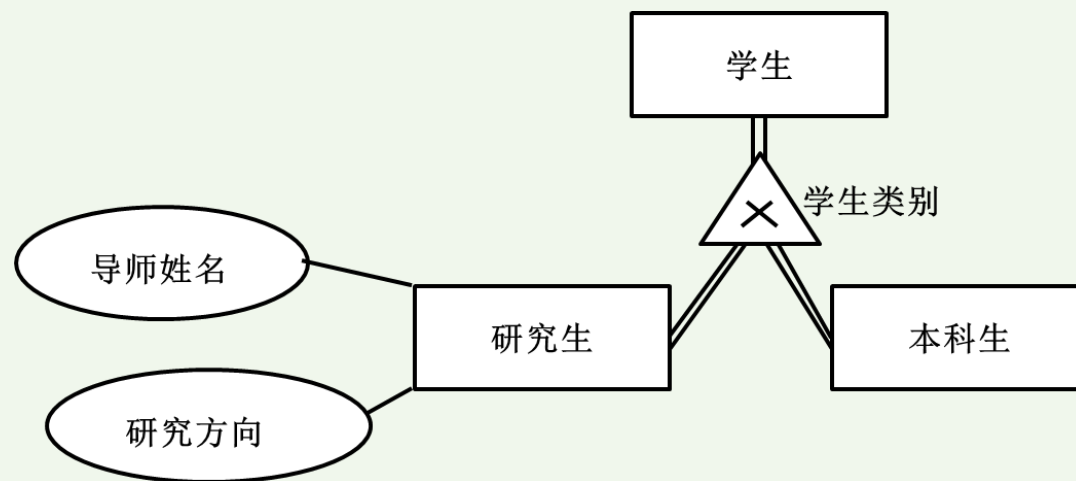 学生
学生类别
导师姓名
研究生
本科生
研究方向